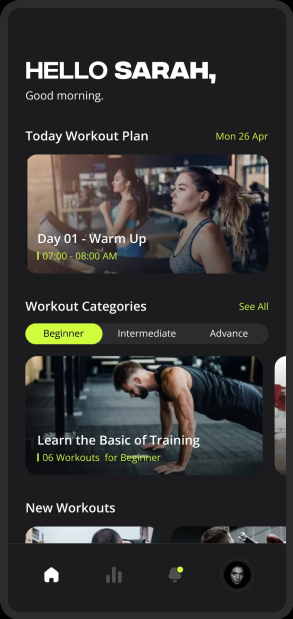 HELLO SARAH,
Good morning.
Today Workout Plan
Mon 26 Apr
Day 01 - Warm Up
07:00 - 08:00 AM
Workout Categories
See All
Beginner
Intermediate
Advance
Learn the Basic of Training
06 Workouts for Beginner
New Workouts